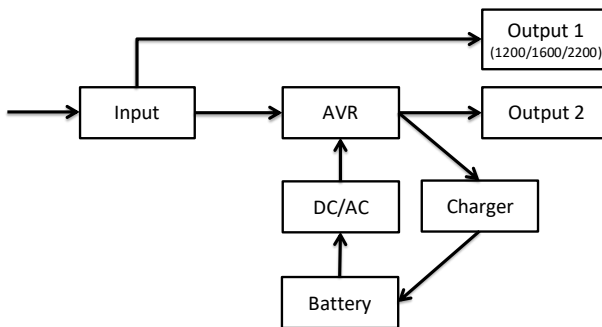 Output 1
(1200/1600/2200)
Input
AVR
Output 2
DC/AC
Charger
Battery